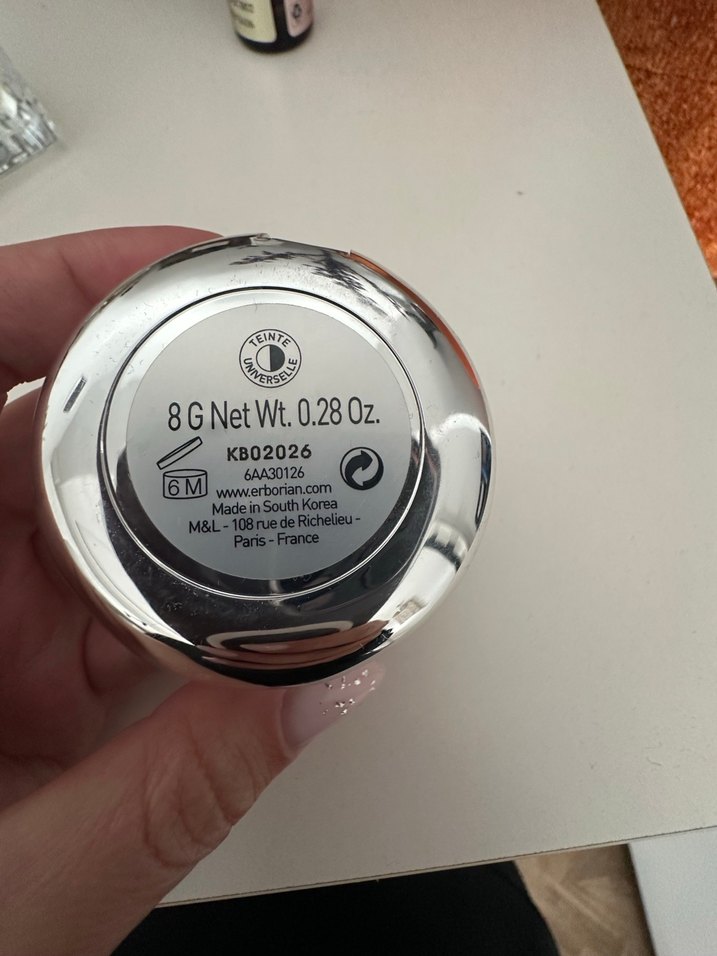 TEINTE
UNIVERSELLE
8 G Net Wt. 0.28 Oz.
KB02026
6AA30126
6 M
www.erborian.com
Made in South Korea
M&L - 108 rue de Richelieu -
Paris - France